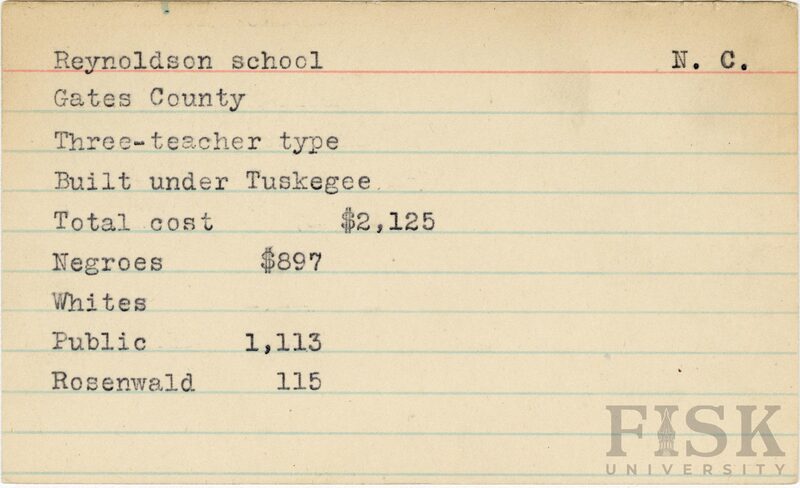 Reynoldson school N. C.
Gates County
Three-teacher type
Built under Tuskegee
Total cost $2,125
Negroes $897
Whites
Public 1,113
Rosenwald 115
FISK
UNIVERSITY